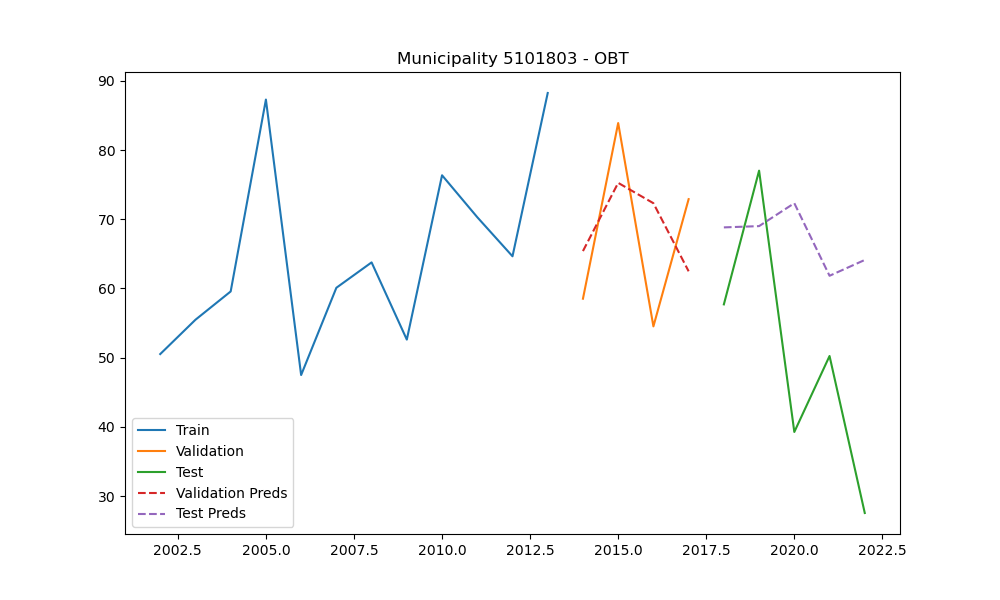 Municipality 5101803 - OBT
90
80
70
60
50
40
30
Train
Validation
Test
Validation Preds
Test Preds
2002.5 2005.0 2007.5 2010.0 2012.5 2015.0 2017.5 2020.0 2022.5